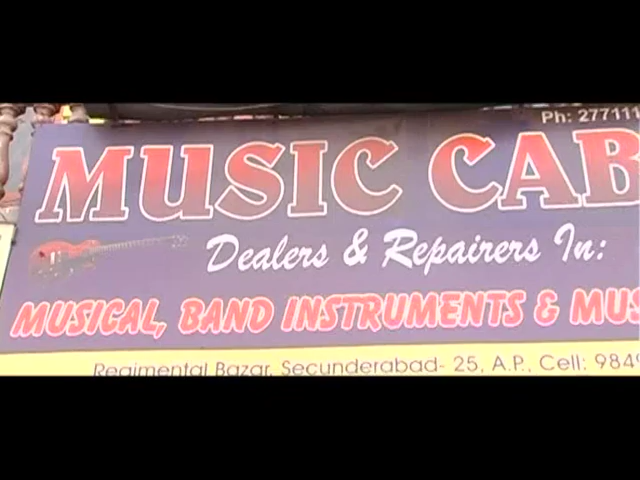 Ph: 277111
MUSIC CAB
Dealers & Repairers In:
MUSICAL, BAND INSTRUMENTS & MUS
Regimental Bazar, Secunderabad- 25, A.P., Cell: 9849